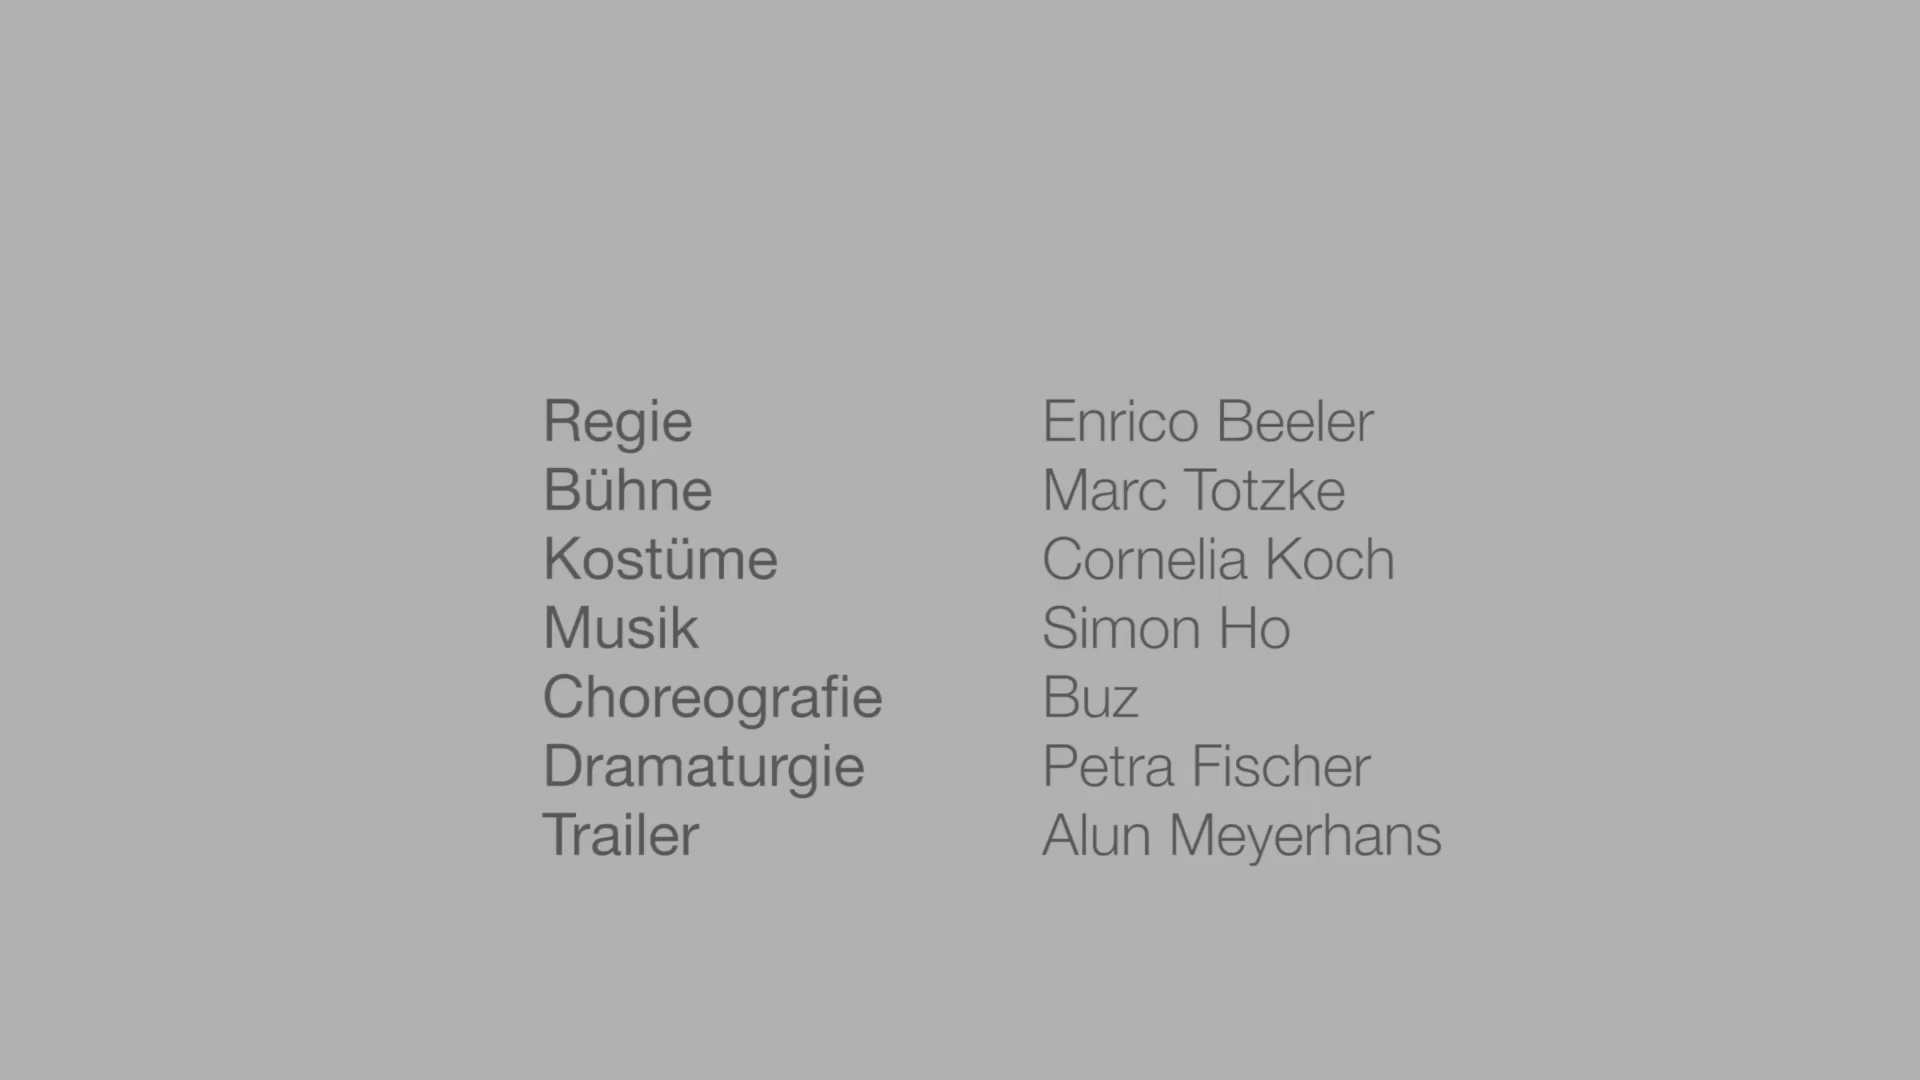 Regie Enrico Beeler
Bühne Marc Totzke
Kostüme Cornelia Koch
Musik Simon Ho
Choreografie Buz
Dramaturgie Petra Fischer
Trailer Alun Meyerhans